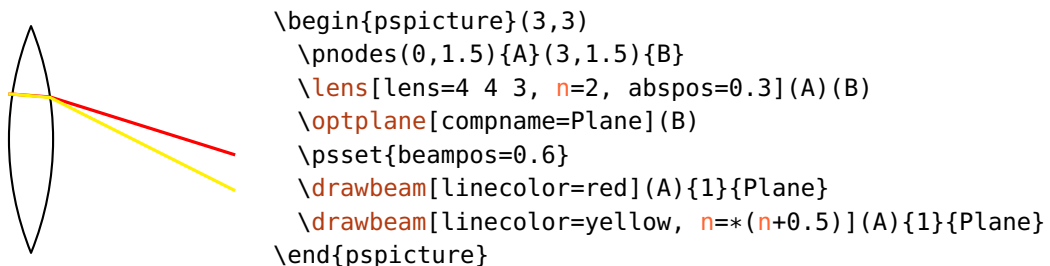 \begin{pspicture}(3,3)
\pnodes(0,1.5){A}(3,1.5){B}
\lens[lens=4 4 3, n=2, abspos=0.3](A)(B)
\optplane[compname=Plane](B)
\psset{beampos=0.6}
\drawbeam[linecolor=red](A){1}{Plane}
\drawbeam[linecolor=yellow, n=*(n+0.5)](A){1}{Plane}
\end{pspicture}